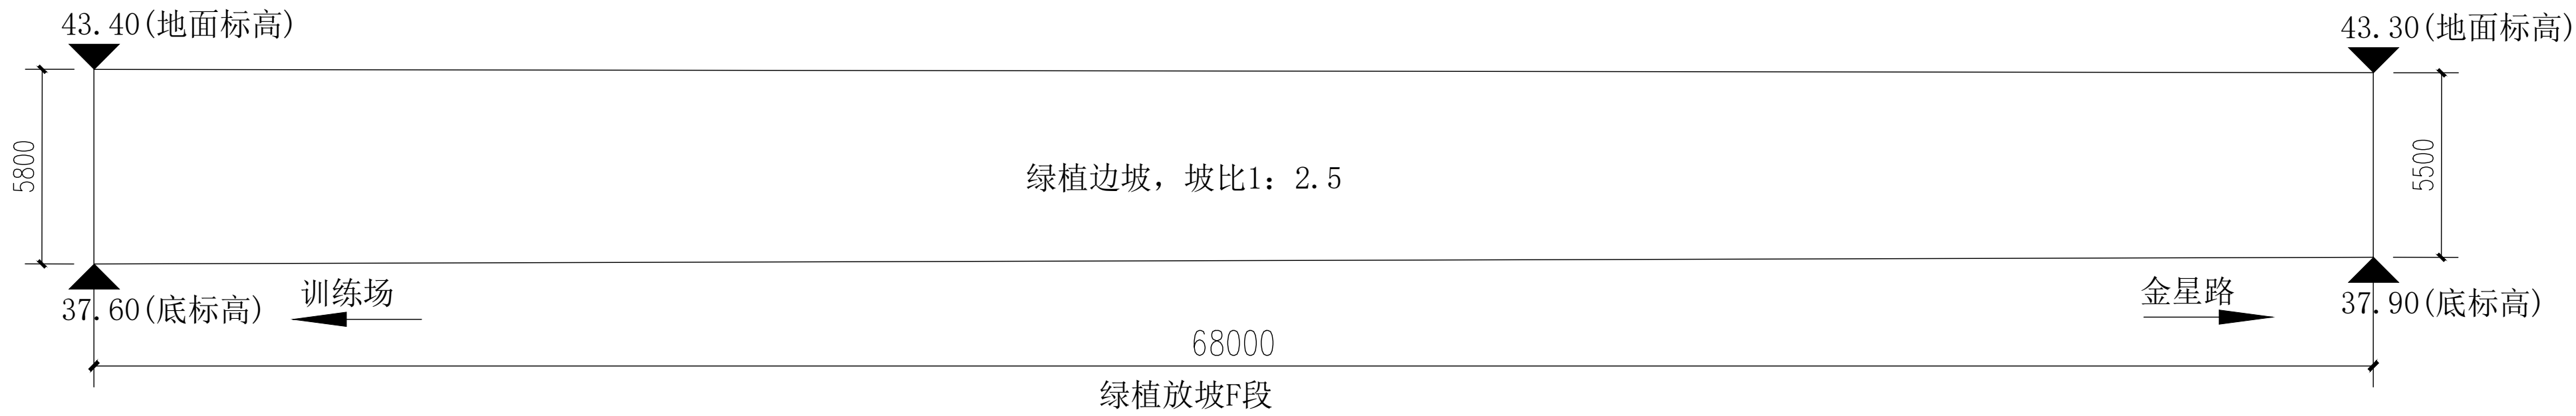 43.40(地面标高)
43.30(地面标高)
5800
绿植边坡，坡比1：2.5
5500
37.60(底标高)
训练场
金星路
37.90(底标高)
68000
绿植放坡F段